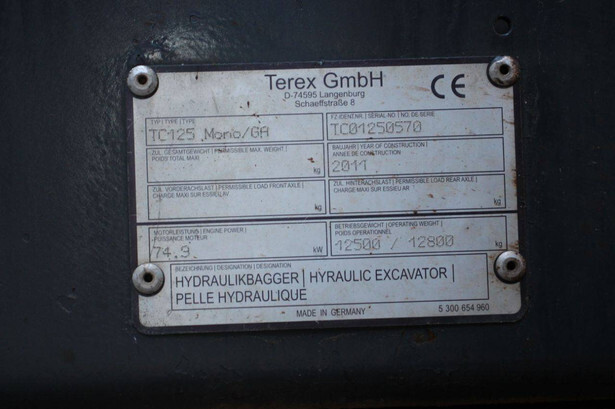 Terex GmbH
D-74595 Langenburg
Schaeffstraße 8
CE
TYP | TYPE | TYPE
TC125 Mono/GA
FZ-IDENT.NR. | SERIAL NO. | NO. DE SERIE
TC01250570
ZUL. GESAMTGEWICHT | PERMISSIBLE MAX. WEIGHT |
POIDS TOTAL MAXI
kg
BAUJAHR | YEAR OF CONSTRUCTION |
ANNEE DE CONSTRUCTION
2011
ZUL. VORDERACHSLAST | PERMISSIBLE LOAD FRONT AXLE |
CHARGE MAXI SUR ESSIEU AV
kg
ZUL. HINTERACHSLAST | PERMISSIBLE LOAD REAR AXLE |
CHARGE MAXI SUR ESSIEU AR
kg
MOTORLEISTUNG | ENGINE POWER |
PUISSANCE MOTEUR
74.9
kW
BETRIEBSGEWICHT | OPERATING WEIGHT |
POIDS OPERATIONNEL
12500 / 12800
kg
BEZEICHNUNG | DESIGNATION | DESIGNATION
HYDRAULIKBAGGER | HYRAULIC EXCAVATOR |
PELLE HYDRAULIQUE
MADE IN GERMANY
5 300 654 960